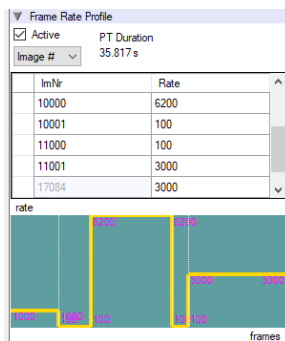 Frame Rate Profile
Active
PT Duration
Image #
35.817 s
ImNr Rate
10000 6200
10001 100
11000 100
11001 3000
17084 3000
rate
6200 6200
3000 3000
1000 1000 100 100 100
frames